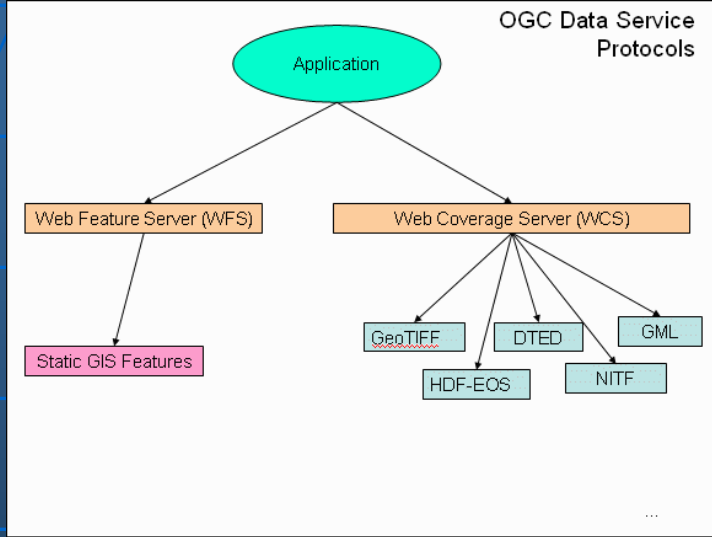 OGC Data Service
Protocols
Application
Web Feature Server (WFS)
Web Coverage Server (WCS)
GeoTIFF
DTED
GML
Static GIS Features
HDF-EOS
NITF
...